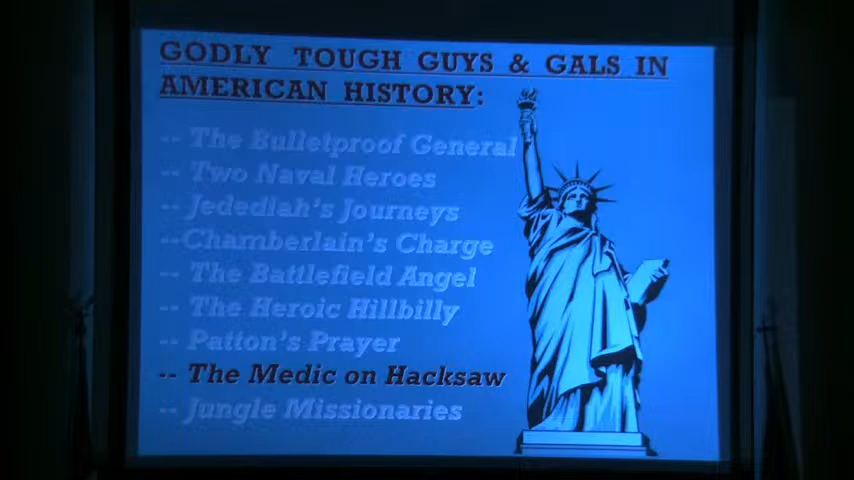 GODLY TOUGH GUYS & GALS IN
AMERICAN HISTORY:
-- The Bulletproof General
-- Two Naval Heroes
-- Jedediah's Journeys
--Chamberlain's Charge
-- The Battlefield Angel
-- The Heroic Hillbilly
-- Patton's Prayer
-- The Medic on Hacksaw
-- Jungle Missionaries